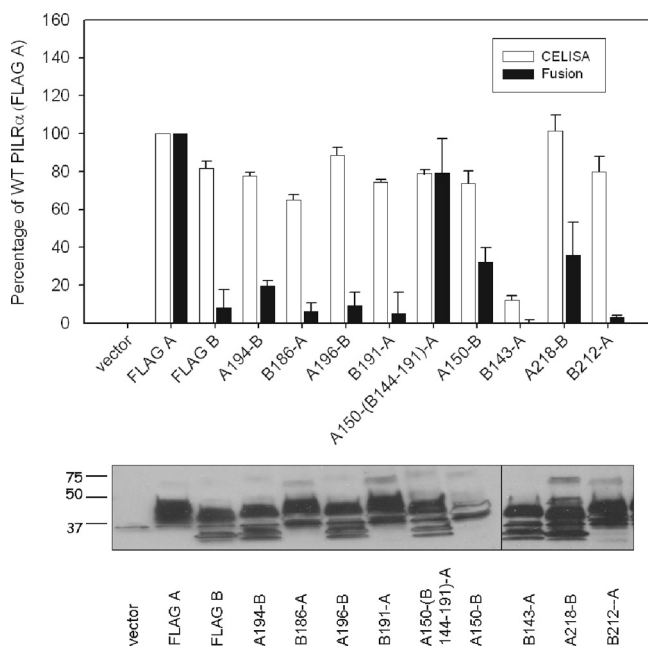 Percentage of WT PILRα (FLAG A)
160
140
120
100
80
60
40
20
0
CELISA
Fusion
vector
FLAG A
FLAG B
A194-B
B186-A
A196-B
B191-A
A150-(B144-191)-A
A150-B
B143-A
A218-B
B212-A
75
50
37
vector
FLAG A
FLAG B
A194-B
B186-A
A196-B
B191-A
A150-(B
144-191)-A
A150-B
B143-A
A218-B
B212--A